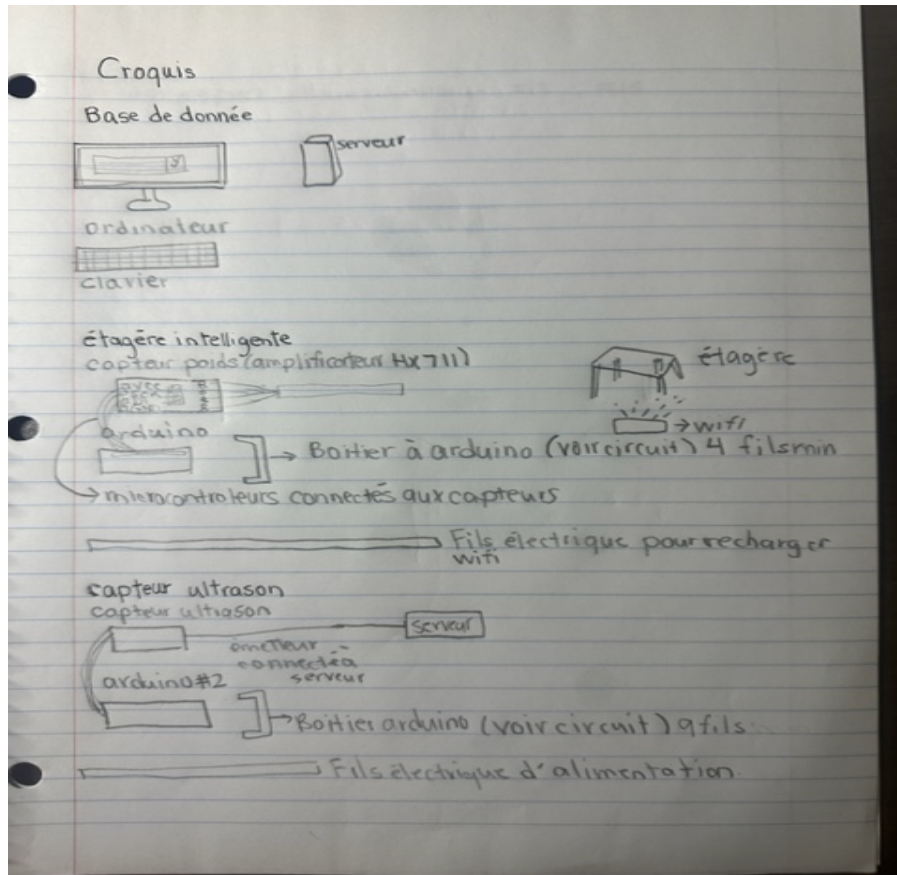 Croquis
Base de donnée
serveur
ordinateur
clavier
étagère intelligente
capteur poids (amplificateur HX711)
étagère
→ wifi
arduino
→ Boitier à arduino (voir circuit) 4 fils min
→ microcontroleurs connectés aux capteurs
Fils électrique pour recharger
wifi
capteur ultrason
capteur ultrason
serveur
émetteur
connecté à
serveur
arduino #2
→ Boitier arduino (voir circuit) 9 fils
Fils électrique d'alimentation.